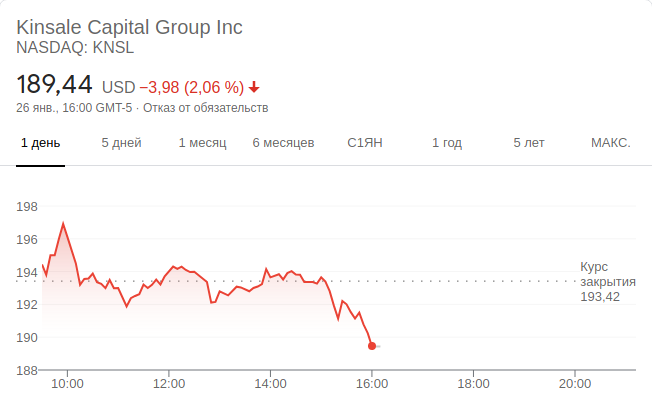 Kinsale Capital Group Inc
NASDAQ: KNSL
189,44 USD −3,98 (2,06 %)
26 янв., 16:00 GMT-5 · Отказ от обязательств
1 день 5 дней 1 месяц 6 месяцев С1ЯН 1 год 5 лет МАКС.
198
196
194
192
190
188
Курс
закрытия
193,42
10:00 12:00 14:00 16:00 18:00 20:00